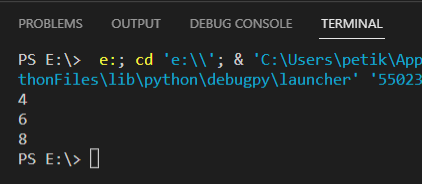 PROBLEMS OUTPUT DEBUG CONSOLE TERMINAL
PS E:\> e:; cd 'e:\\'; & 'C:\Users\petik\App
thonFiles\lib\python\debugpy\launcher' '55023
4
6
8
PS E:\>